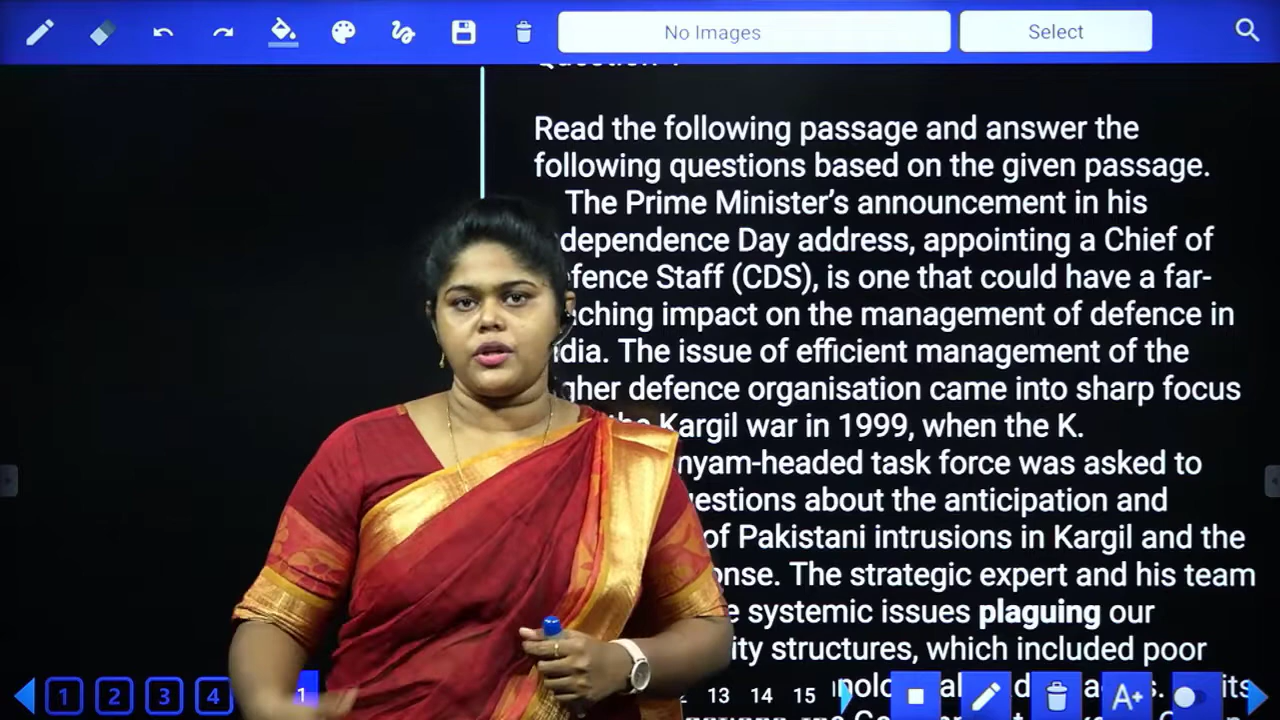 No Images
Select
Read the following passage and answer the
following questions based on the given passage.
The Prime Minister's announcement in his
dependence Day address, appointing a Chief of
fence Staff (CDS), is one that could have a far-
ching impact on the management of defence in
dia. The issue of efficient management of the
gher defence organisation came into sharp focus
the Kargil war in 1999, when the K.
nyam-headed task force was asked to
estions about the anticipation and
of Pakistani intrusions in Kargil and the
onse. The strategic expert and his team
systemic issues plaguing our
ity structures, which included poor
1 2 3 4 1 13 14 15 A+